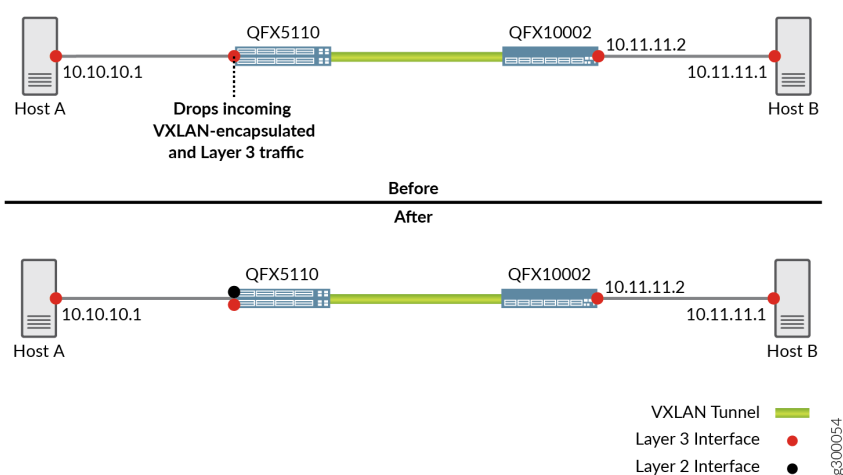 QFX5110
QFX10002
10.11.11.2
10.10.10.1
10.11.11.1
Host A
Host B
Drops incoming
VXLAN-encapsulated
and Layer 3 traffic
Before
After
QFX5110
QFX10002
10.11.11.2
10.10.10.1
10.11.11.1
Host A
Host B
VXLAN Tunnel
Layer 3 Interface
Layer 2 Interface
g300054